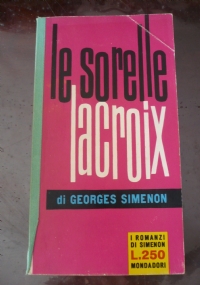 le sorelle
lacroix
di GEORGES SIMENON
I ROMANZI
DI SIMENON
L.250
MONDADORI